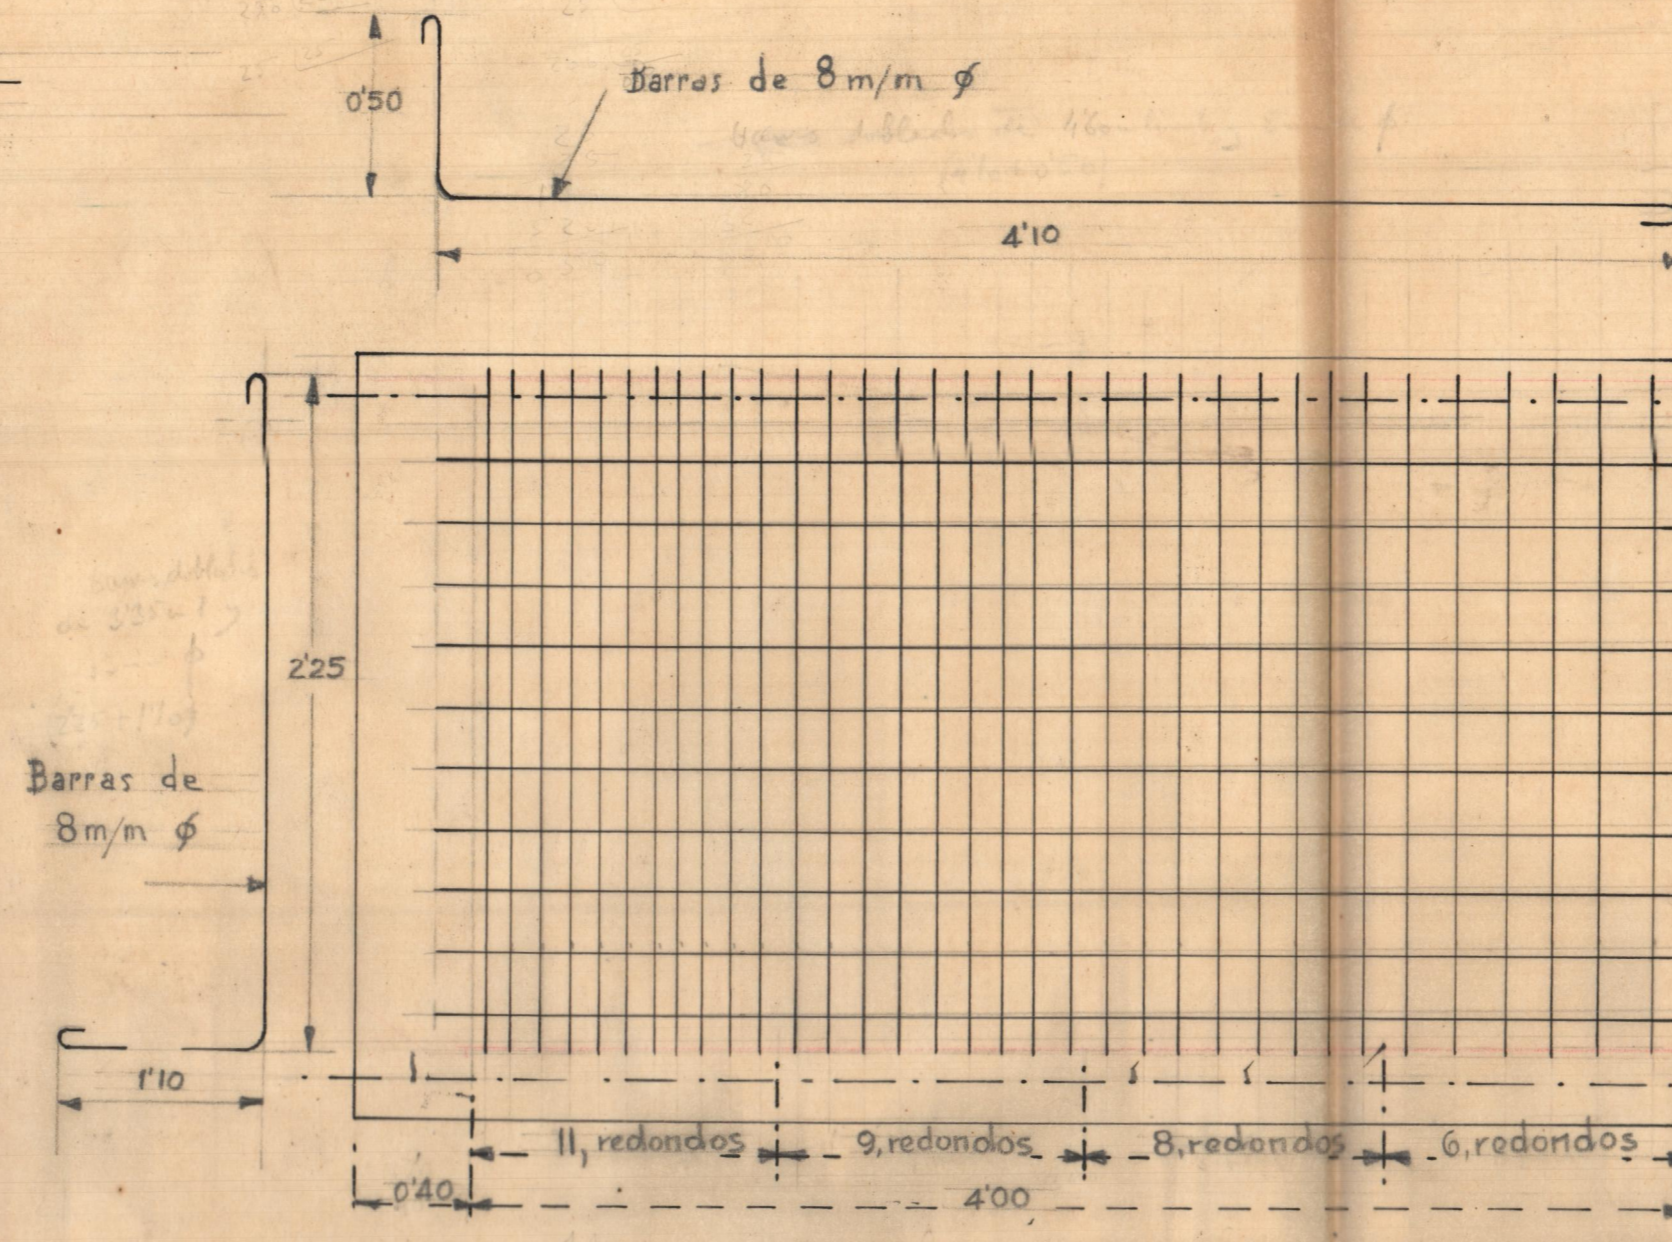 0'50
Barras de 8 m/m ϕ
4'10
2'25
Barras de
8 m/m ϕ
1'10
11, redondos
9, redondos
8, redondos
6, redondos
0'40
4'00